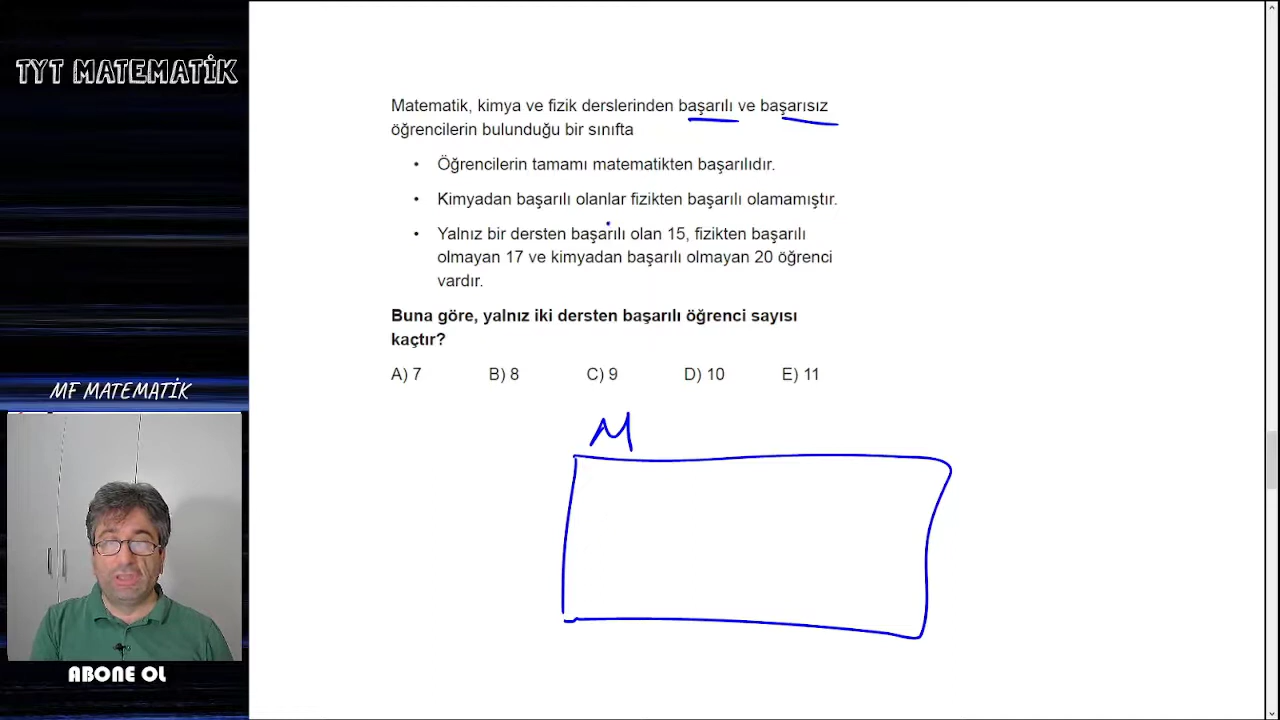 TYT MATEMATİK
Matematik, kimya ve fizik derslerinden başarılı ve başarısız
öğrencilerin bulunduğu bir sınıfta
• Öğrencilerin tamamı matematikten başarılıdır.
• Kimyadan başarılı olanlar fizikten başarılı olamamıştır.
• Yalnız bir dersten başarılı olan 15, fizikten başarılı
olmayan 17 ve kimyadan başarılı olmayan 20 öğrenci
vardır.
Buna göre, yalnız iki dersten başarılı öğrenci sayısı
kaçtır?
A) 7 B) 8 C) 9 D) 10 E) 11
M
MF MATEMATİK
ABONE OL